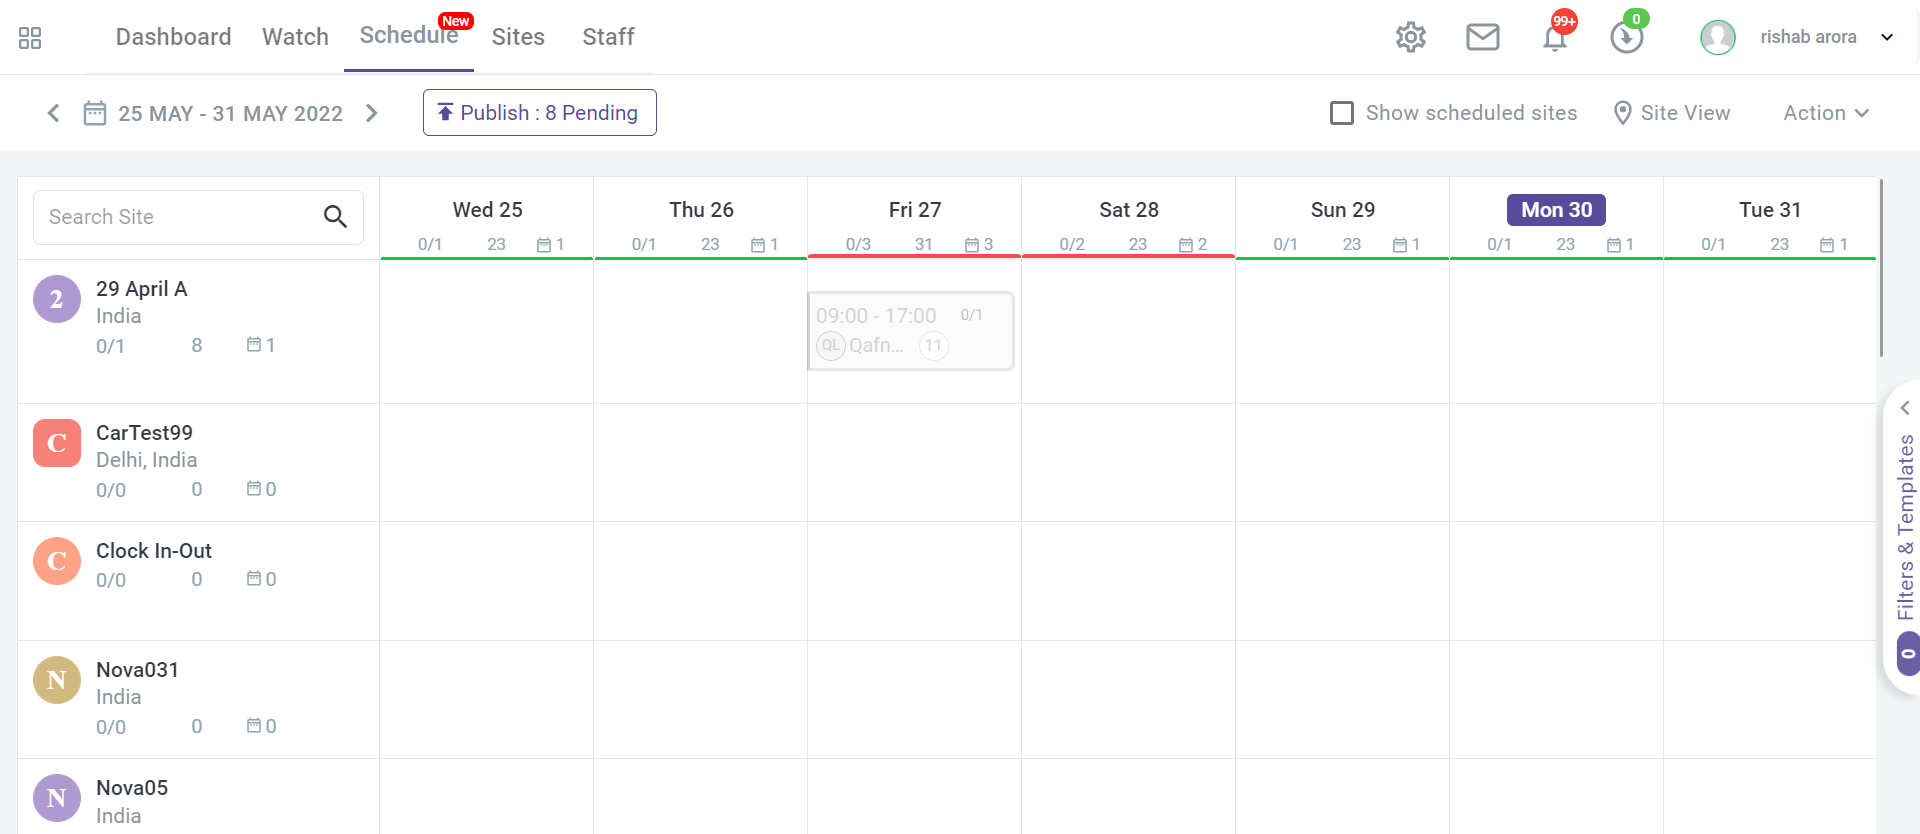 Dashboard Watch Schedule New Sites Staff 99+ 0 rishab arora
25 MAY - 31 MAY 2022 Publish : 8 Pending Show scheduled sites Site View Action
Search Site
Wed 25 Thu 26 Fri 27 Sat 28 Sun 29 Mon 30 Tue 31
0/1 23 1 0/1 23 1 0/3 31 3 0/2 23 2 0/1 23 1 0/1 23 1 0/1 23 1
2 29 April A
India
0/1 8 1
09:00 - 17:00 0/1
QL Qafn... 11
C CarTest99
Delhi, India
0/0 0 0
C Clock In-Out
0/0 0 0
N Nova031
India
0/0 0 0
N Nova05
India
Filters & Templates
0